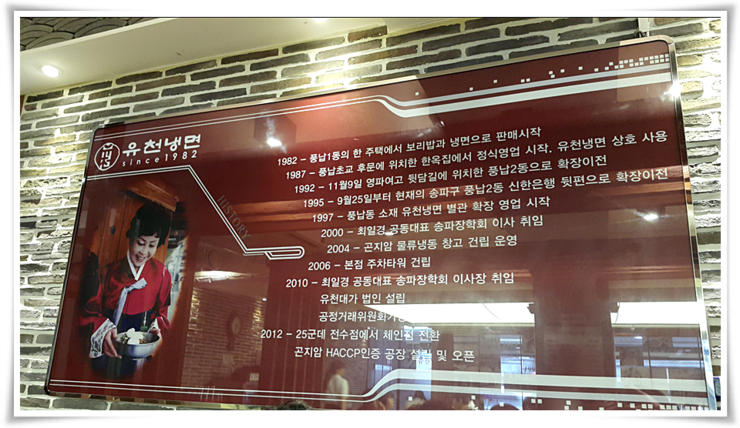 유천냉면
since1982
HISTORY
1982 - 풍납1동의 한 주택에서 보리밥과 냉면으로 판매시작
1987 - 풍납초교 후문에 위치한 한옥집에서 정식영업 시작, 유천냉면 상호 사용
1992 - 11월9일 영파여고 뒷담길에 위치한 풍납2동으로 확장이전
1995 - 9월25일부터 현재의 송파구 풍납2동 신한은행 뒷편으로 확장이전
1997 - 풍납동 소재 유천냉면 별관 확장 영업 시작
2000 - 최일경 공동대표 송파장학회 이사 취임
2004 - 곤지암 물류냉동 창고 건립 운영
2006 - 본점 주차타워 건립
2010 - 최일경 공동대표 송파장학회 이사장 취임
유천대가 법인 설립
공정거래위원회
2012 - 25군데 전수점에서 체인점 전환
곤지암 HACCP인증 공장 설립 및 오픈